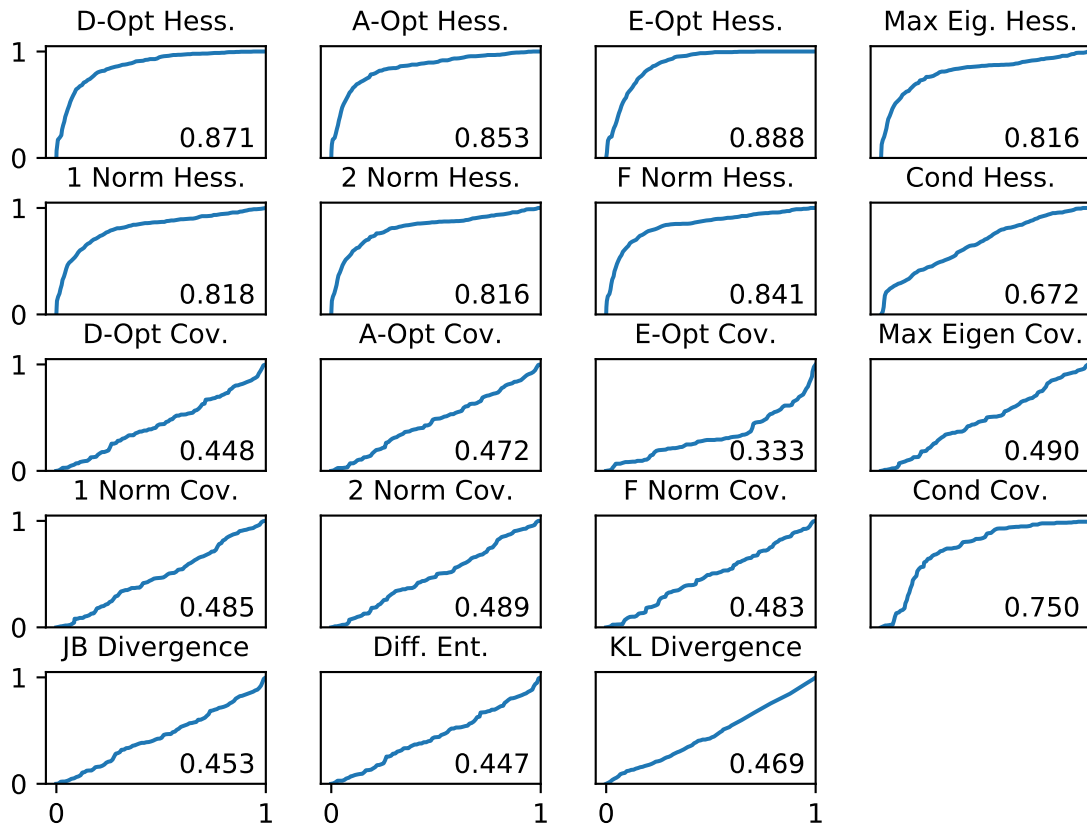 D-Opt Hess. A-Opt Hess. E-Opt Hess. Max Eig. Hess.
1
0.871 0.853 0.888 0.816
0
1 Norm Hess. 2 Norm Hess. F Norm Hess. Cond Hess.
1
0.818 0.816 0.841 0.672
0
D-Opt Cov. A-Opt Cov. E-Opt Cov. Max Eigen Cov.
1
0.448 0.472 0.333 0.490
0
1 Norm Cov. 2 Norm Cov. F Norm Cov. Cond Cov.
1
0.485 0.489 0.483 0.750
0
JB Divergence Diff. Ent. KL Divergence
1
0.453 0.447 0.469
0
0 1 0 1 0 1